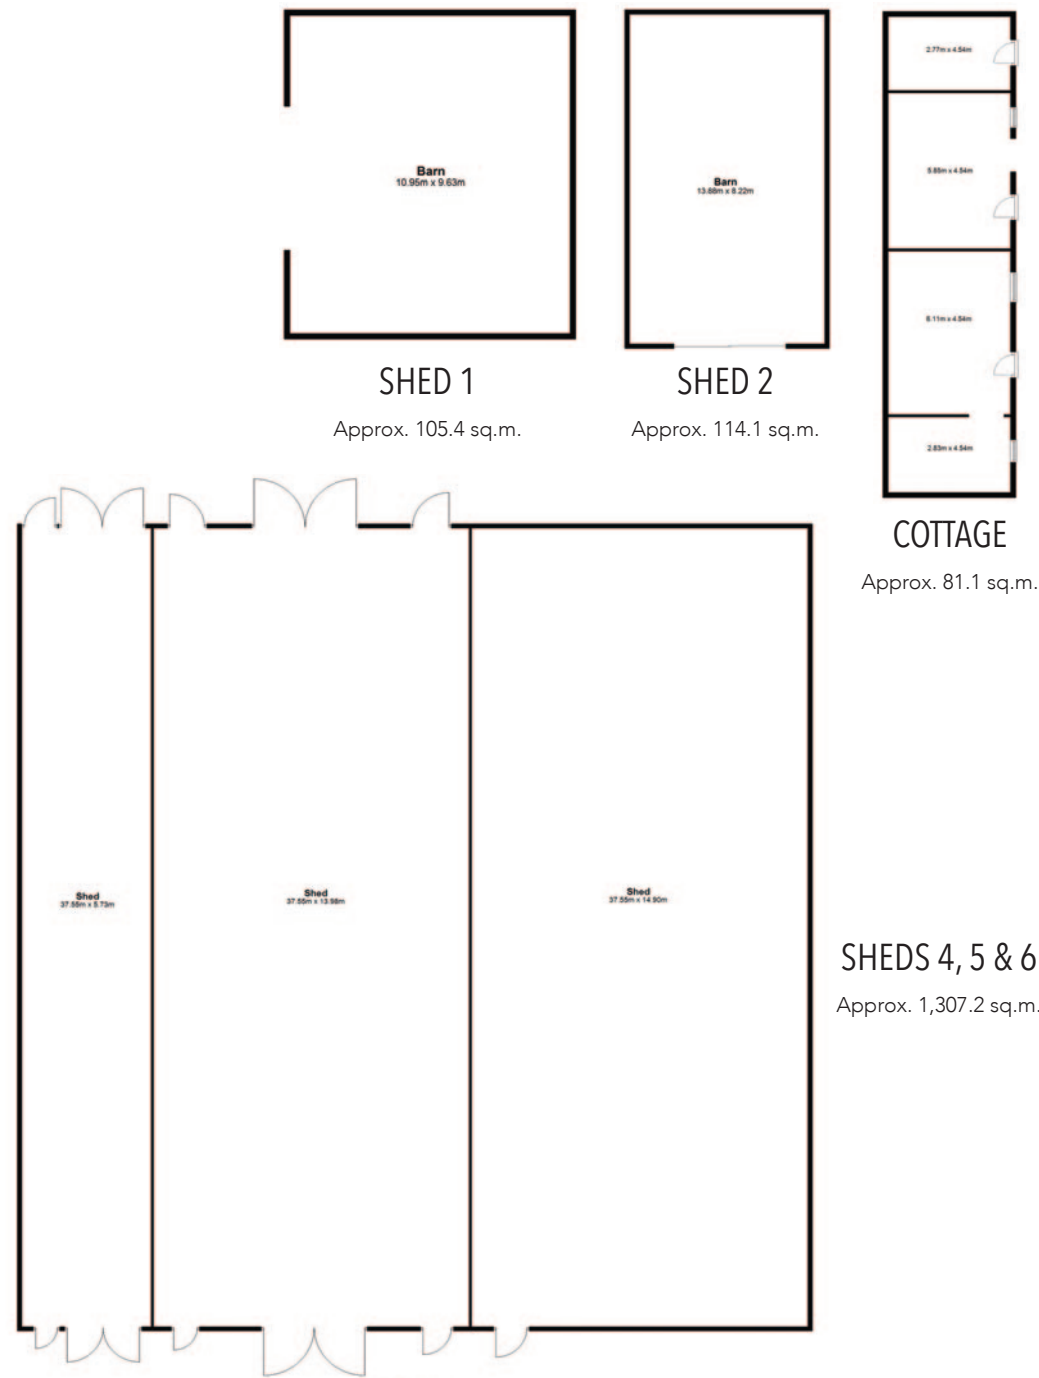 Barn
10.95m x 9.63m
SHED 1
Approx. 105.4 sq.m.
Barn
13.88m x 8.22m
SHED 2
Approx. 114.1 sq.m.
2.77m x 4.54m
5.65m x 4.54m
6.11m x 4.54m
2.83m x 4.54m
COTTAGE
Approx. 81.1 sq.m.
Shed
37.55m x 5.73m
Shed
37.55m x 13.98m
Shed
37.55m x 14.90m
SHEDS 4, 5 & 6
Approx. 1,307.2 sq.m.